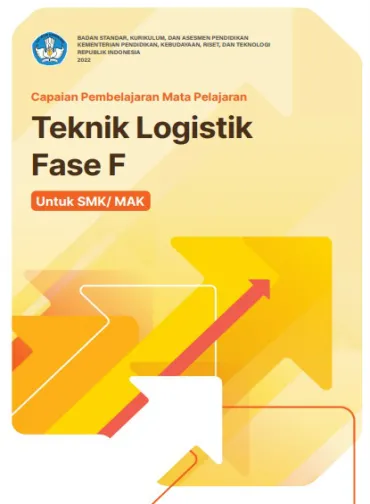 BADAN STANDAR, KURIKULUM, DAN ASESMEN PENDIDIKAN
KEMENTERIAN PENDIDIKAN, KEBUDAYAAN, RISET, DAN TEKNOLOGI
REPUBLIK INDONESIA
2022
Capaian Pembelajaran Mata Pelajaran
Teknik Logistik
Fase F
Untuk SMK/ MAK